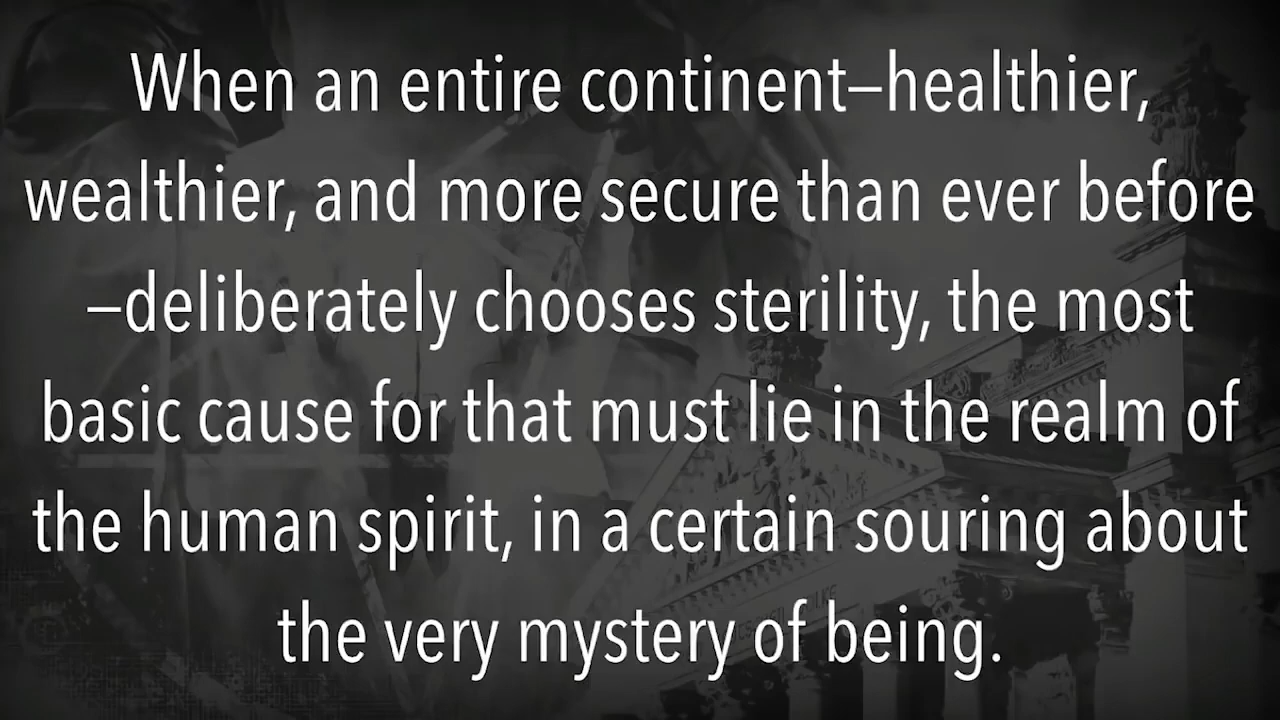 When an entire continent—healthier,
wealthier, and more secure than ever before
—deliberately chooses sterility, the most
basic cause for that must lie in the realm of
the human spirit, in a certain souring about
the very mystery of being.